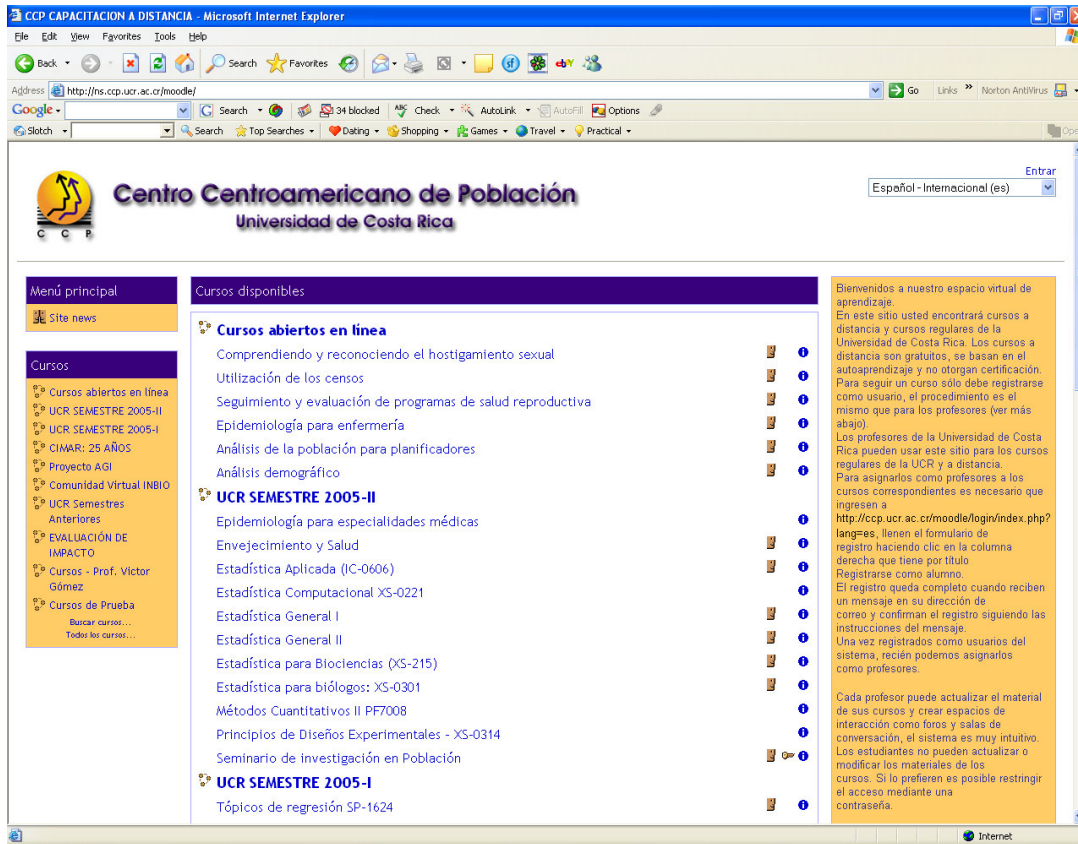 CCP CAPACITACION A DISTANCIA - Microsoft Internet Explorer
File Edit View Favorites Tools Help
Back Search Favorites
Address http://ns.ccp.ucr.ac.cr/moodle/ Go Links Norton AntiVirus
Google Search 34 blocked Check AutoLink AutoFill Options
Slotch Search Top Searches Dating Shopping Games Travel Practical Ope
Entrar
Español - Internacional (es)
Centro Centroamericano de Población
Universidad de Costa Rica
C C P
Menú principal
Site news
Cursos
Cursos abiertos en línea
UCR SEMESTRE 2005-II
UCR SEMESTRE 2005-I
CIMAR: 25 AÑOS
Proyecto AGI
Comunidad Virtual INBIO
UCR Semestres
Anteriores
EVALUACIÓN DE
IMPACTO
Cursos - Prof. Víctor
Gómez
Cursos de Prueba
Buscar cursos...
Todos los cursos...
Cursos disponibles
Cursos abiertos en línea
Comprendiendo y reconociendo el hostigamiento sexual
Utilización de los censos
Seguimiento y evaluación de programas de salud reproductiva
Epidemiología para enfermería
Análisis de la población para planificadores
Análisis demográfico
UCR SEMESTRE 2005-II
Epidemiología para especialidades médicas
Envejecimiento y Salud
Estadística Aplicada (IC-0606)
Estadística Computacional XS-0221
Estadística General I
Estadística General II
Estadística para Biociencias (XS-215)
Estadística para biólogos: XS-0301
Métodos Cuantitativos II PF7008
Principios de Diseños Experimentales - XS-0314
Seminario de investigación en Población
UCR SEMESTRE 2005-I
Tópicos de regresión SP-1624
Bienvenidos a nuestro espacio virtual de
aprendizaje.
En este sitio usted encontrará cursos a
distancia y cursos regulares de la
Universidad de Costa Rica. Los cursos a
distancia son gratuitos, se basan en el
autoaprendizaje y no otorgan certificación.
Para seguir un curso sólo debe registrarse
como usuario, el procedimiento es el
mismo que para los profesores (ver más
abajo).
Los profesores de la Universidad de Costa
Rica pueden usar este sitio para los cursos
regulares de la UCR y a distancia.
Para asignarlos como profesores a los
cursos correspondientes es necesario que
ingresen a
http://ccp.ucr.ac.cr/moodle/login/index.php?
lang=es, llenen el formulario de
registro haciendo clic en la columna
derecha que tiene por título
Registrarse como alumno.
El registro queda completo cuando reciben
un mensaje en su dirección de
correo y confirman el registro siguiendo las
instrucciones del mensaje.
Una vez registrados como usuarios del
sistema, recién podemos asignarlos
como profesores.
Cada profesor puede actualizar el material
de sus cursos y crear espacios de
interacción como foros y salas de
conversación, el sistema es muy intuitivo.
Los estudiantes no pueden actualizar o
modificar los materiales de los
cursos. Si lo prefieren es posible restringir
el acceso mediante una
contraseña.
Internet